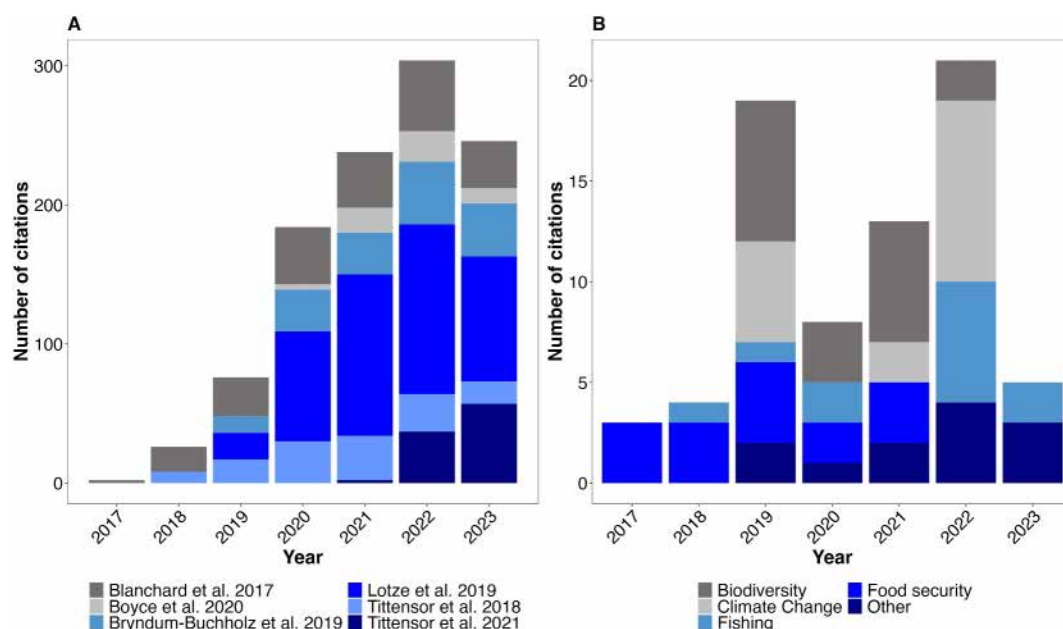 A
B
300
200
100
0
Number of citations
2017
2018
2019
2020
2021
2022
2023
Year
20
15
10
5
0
Number of citations
2017
2018
2019
2020
2021
2022
2023
Year
Blanchard et al. 2017
Boyce et al. 2020
Bryndum-Buchholz et al. 2019
Lotze et al. 2019
Tittensor et al. 2018
Tittensor et al. 2021
Biodiversity
Climate Change
Fishing
Food security
Other